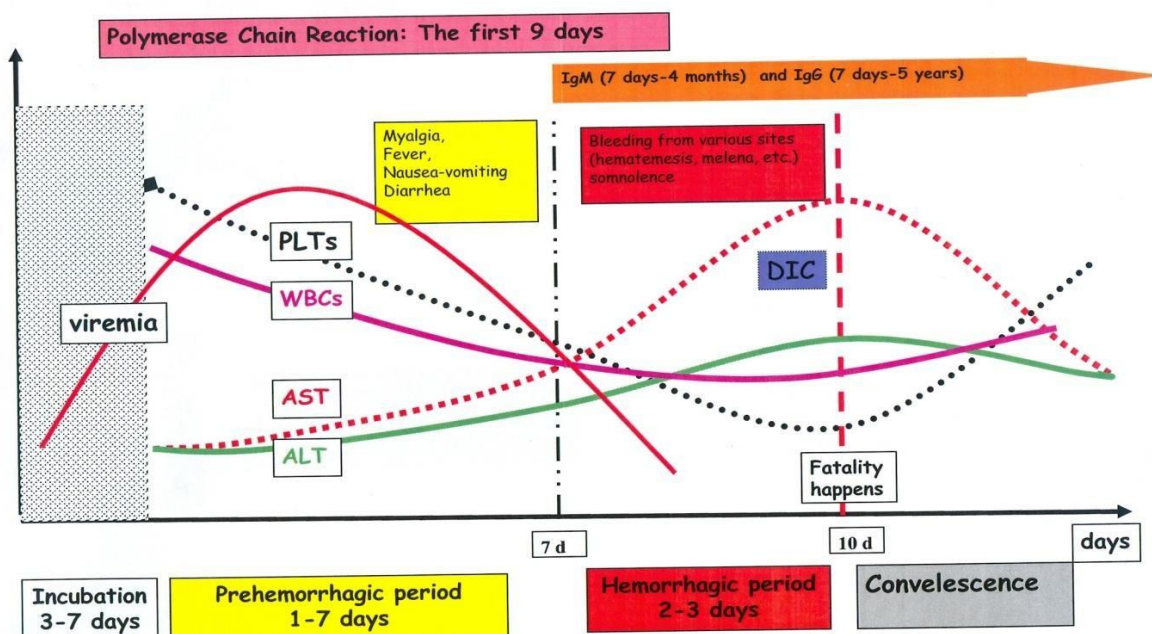 Polymerase Chain Reaction: The first 9 days
IgM (7 days-4 months) and IgG (7 days-5 years)
Myalgia,
Fever,
Nausea-vomiting
Diarrhea
Bleeding from various sites
(hematemesis, melena, etc.)
somnolence
PLTs
DIC
WBCs
viremia
AST
ALT
Fatality
happens
7 d
10 d
days
Incubation
3-7 days
Prehemorrhagic period
1-7 days
Hemorrhagic period
2-3 days
Convelescence